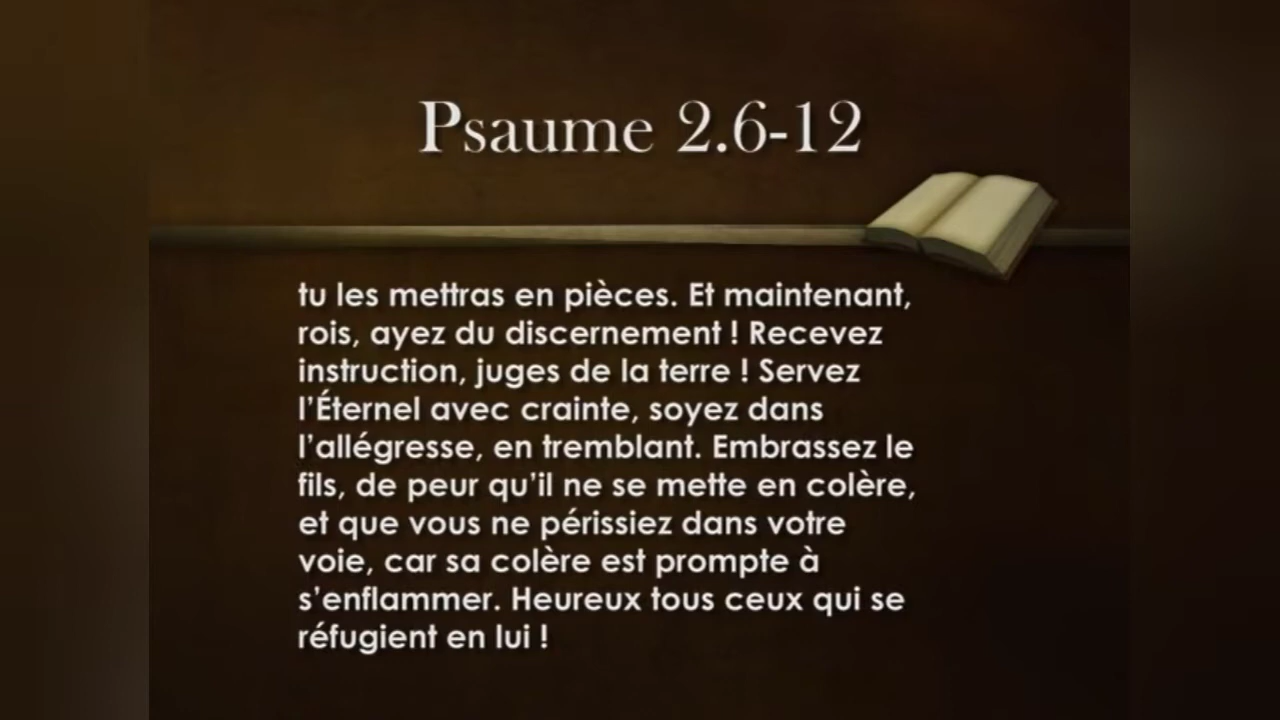 Psaume 2.6-12
tu les mettras en pièces. Et maintenant,
rois, ayez du discernement ! Recevez
instruction, juges de la terre ! Servez
l’Éternel avec crainte, soyez dans
l’allégresse, en tremblant. Embrassez le
fils, de peur qu’il ne se mette en colère,
et que vous ne périssiez dans votre
voie, car sa colère est prompte à
s’enflammer. Heureux tous ceux qui se
réfugient en lui !